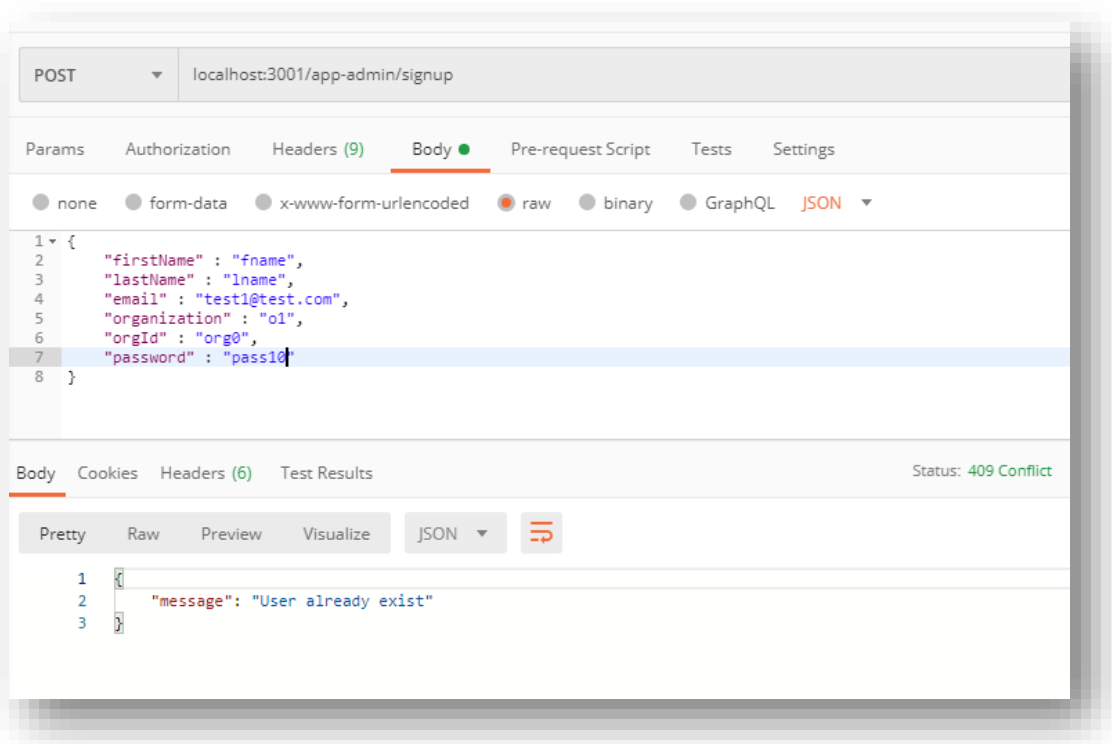 POST localhost:3001/app-admin/signup
Params Authorization Headers (9) Body Pre-request Script Tests Settings
none form-data x-www-form-urlencoded raw binary GraphQL JSON
1 {
2 "firstName" : "fname",
3 "lastName" : "lname",
4 "email" : "test1@test.com",
5 "organization" : "o1",
6 "orgId" : "org0",
7 "password" : "pass10"
8 }
Body Cookies Headers (6) Test Results Status: 409 Conflict
Pretty Raw Preview Visualize JSON
1 {
2 "message": "User already exist"
3 }